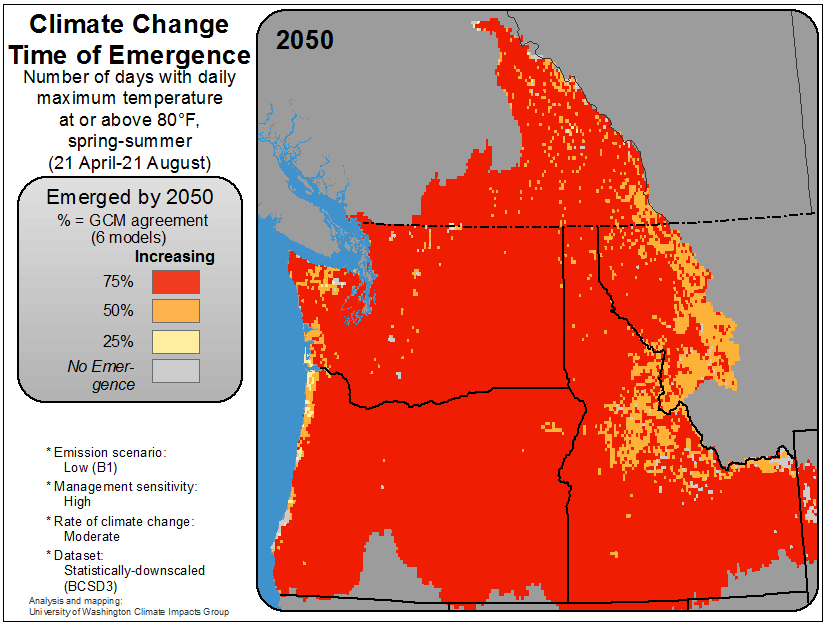 Climate Change
Time of Emergence
Number of days with daily
maximum temperature
at or above 80°F,
spring-summer
(21 April-21 August)
Emerged by 2050
% = GCM agreement
(6 models)
Increasing
75%
50%
25%
No Emer-
gence
* Emission scenario:
Low (B1)
* Management sensitivity:
High
* Rate of climate change:
Moderate
* Dataset:
Statistically-downscaled
(BCSD3)
Analysis and mapping:
University of Washington Climate Impacts Group
2050